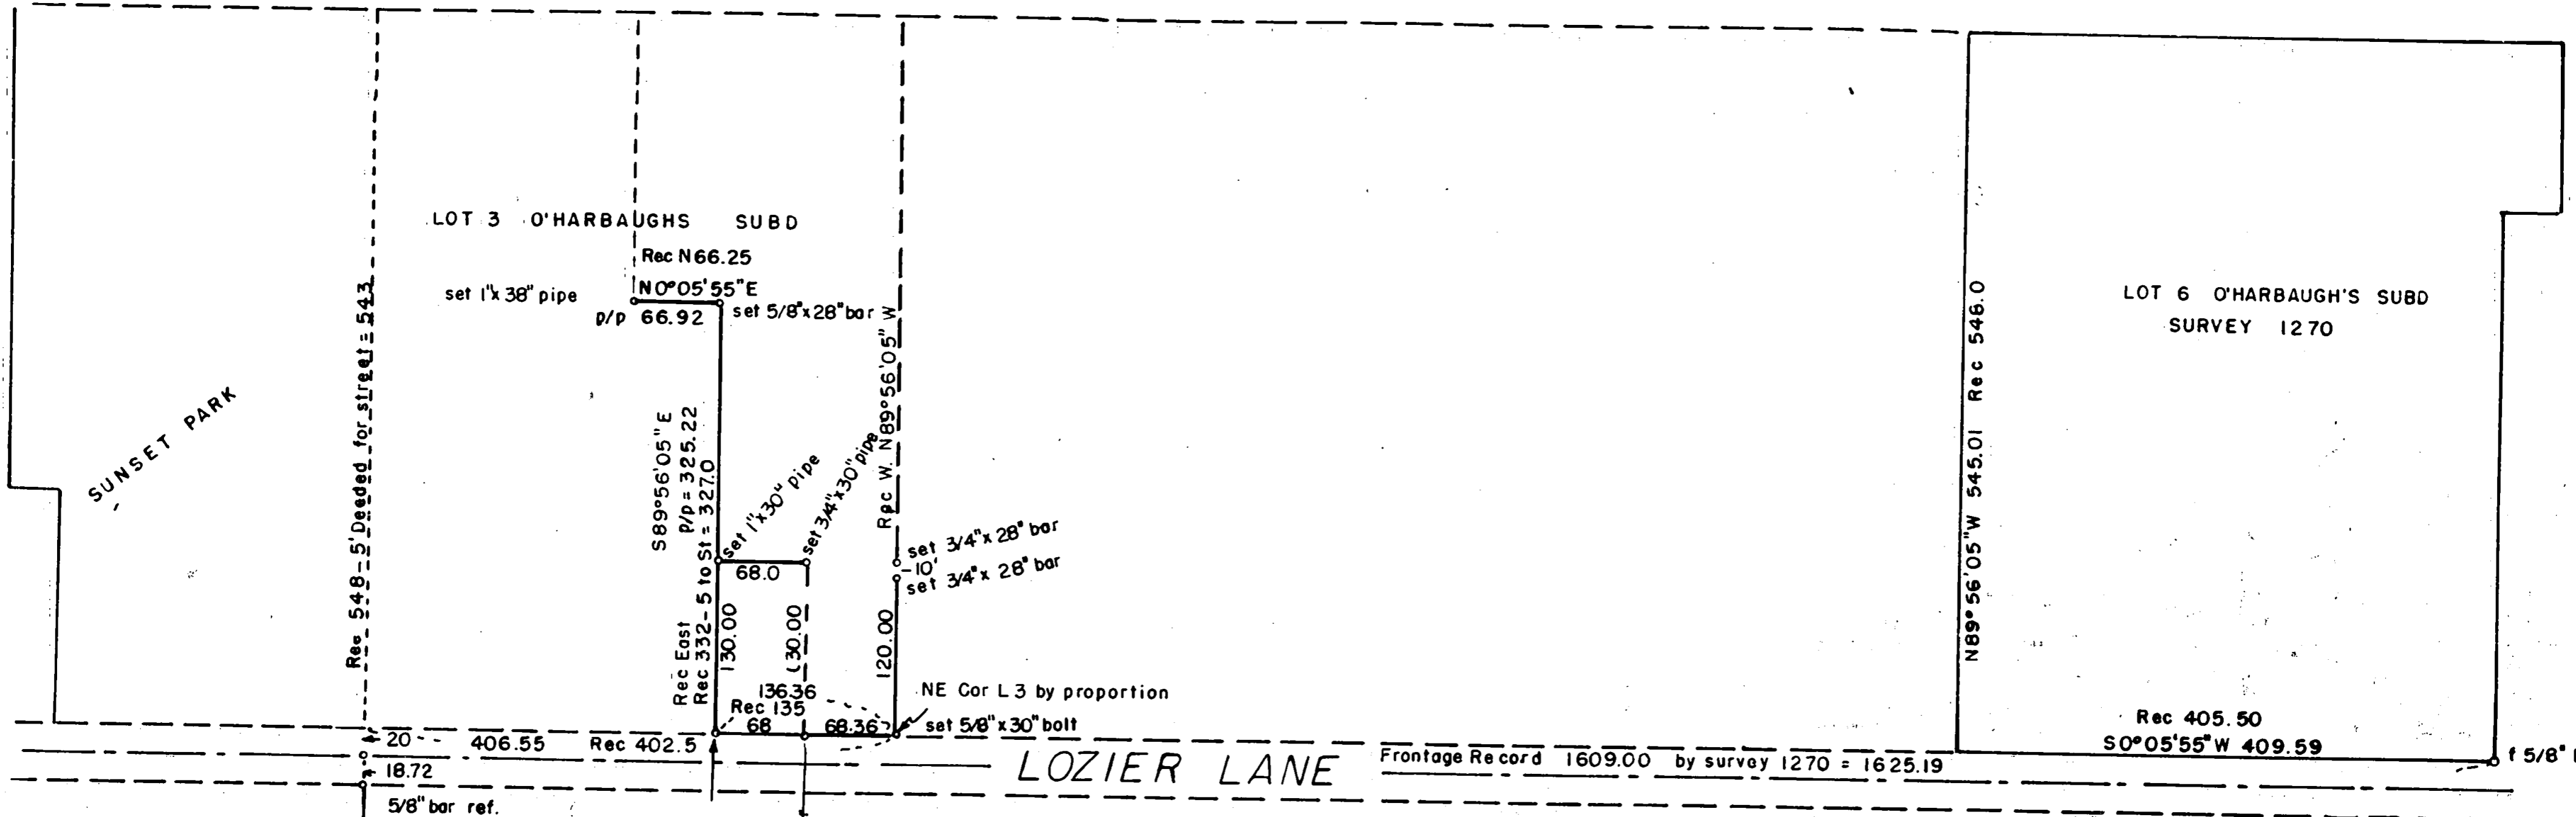 LOT 3 O'HARBAUGHS SUBD
Rec N66.25
N0°05'55"E
set 1"x 38" pipe
p/p 66.92
set 5/8"x28" bar
SUNSET PARK
Rec 548-5' Deeded for street = 543
S89°56'05"E
p/p = 325.22
Rec East
Rec 332-5 to St = 327.0
set 1"x30" pipe
set 3/4"x30" pipe
Rec W. N89°56'05" W
68.0
set 3/4"x 28" bar
-10'
set 3/4"x 28" bar
130.00
130.00
120.00
136.36
Rec 135
68
68.36
NE Cor L 3 by proportion
set 5/8"x30" bolt
20
406.55
Rec 402.5
18.72
5/8" bar ref.
LOZIER LANE
Frontage Record 1609.00 by survey 1270 = 1625.19
N89°56'05"W 545.01 Rec 548.0
LOT 6 O'HARBAUGH'S SUBD
SURVEY 1270
Rec 405.50
S0°05'55"W 409.59
f 5/8"